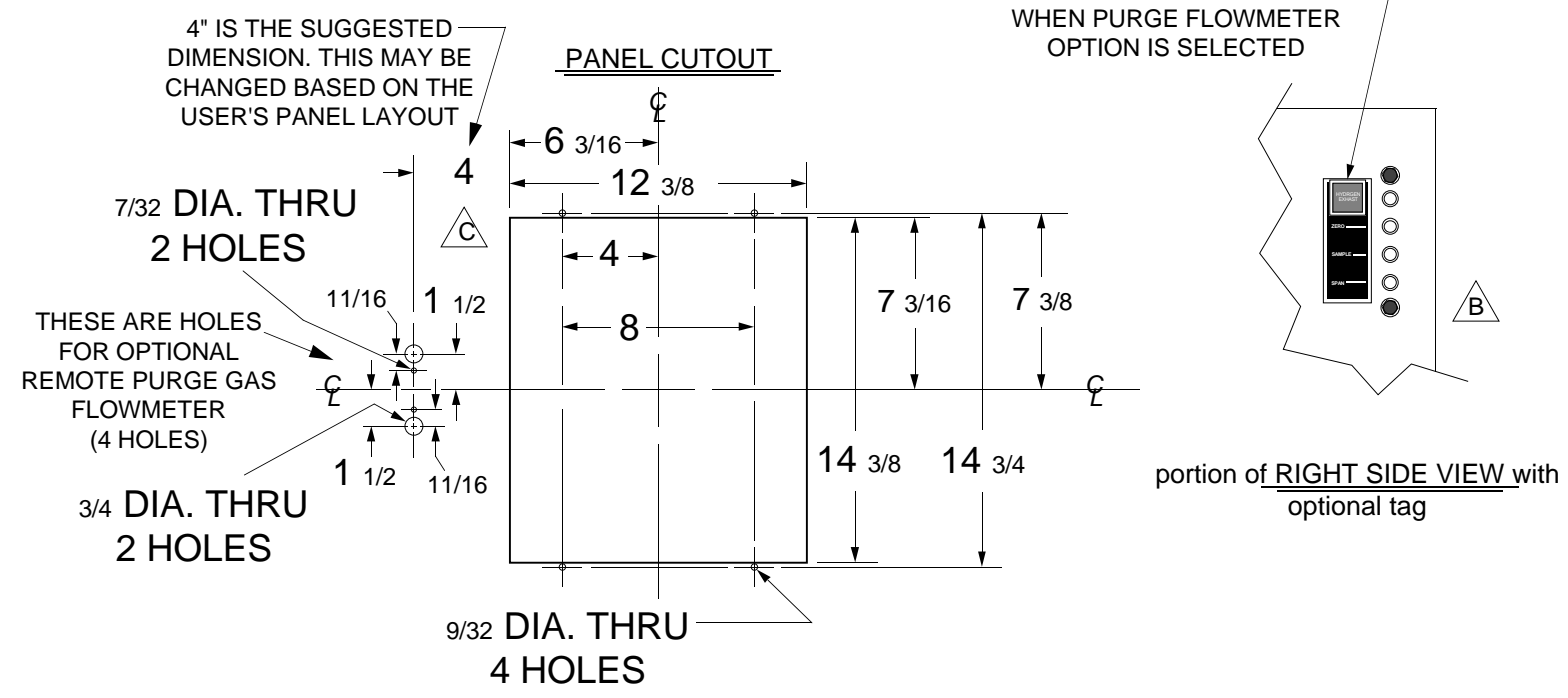 4" IS THE SUGGESTED
DIMENSION. THIS MAY BE
CHANGED BASED ON THE
USER'S PANEL LAYOUT
PANEL CUTOUT
WHEN PURGE FLOWMETER
OPTION IS SELECTED
CL
6 3/16
4
12 3/8
7/32 DIA. THRU
2 HOLES
C
4
11/16
1 1/2
7 3/16
7 3/8
8
THESE ARE HOLES
FOR OPTIONAL
REMOTE PURGE GAS
FLOWMETER
(4 HOLES)
CL
CL
1 1/2
11/16
14 3/8
14 3/4
3/4 DIA. THRU
2 HOLES
9/32 DIA. THRU
4 HOLES
HYDRGEN
EXHAST
ZERO
SAMPLE
SPAN
B
portion of RIGHT SIDE VIEW with
optional tag